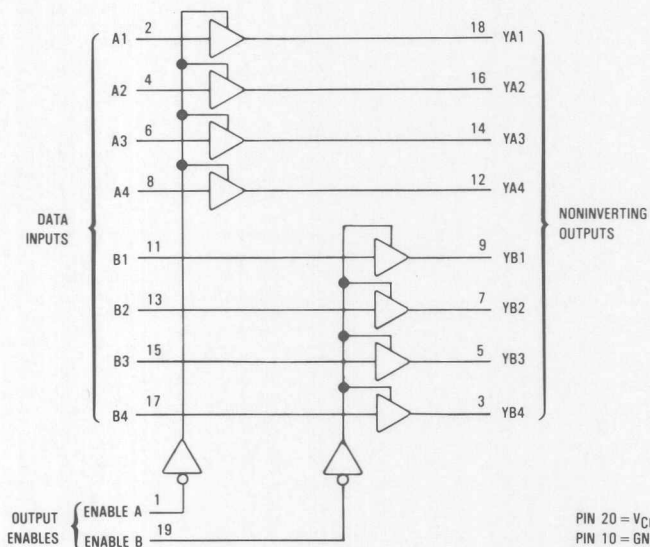 A1 2 18 YA1
A2 4 16 YA2
A3 6 14 YA3
A4 8 12 YA4
DATA
INPUTS
NONINVERTING
OUTPUTS
B1 11 9 YB1
B2 13 7 YB2
B3 15 5 YB3
B4 17 3 YB4
OUTPUT
ENABLES
ENABLE A 1
ENABLE B 19
PIN 20 = VC
PIN 10 = GN